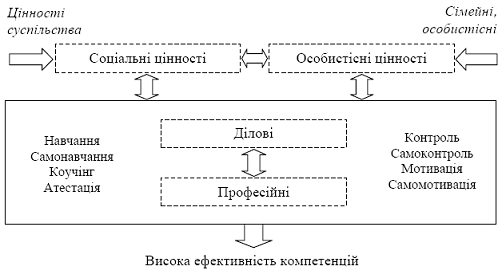 Цінності
суспільства
Сімейні,
особистісні
Соціальні цінності
Особистісні цінності
Навчання
Самонавчання
Коучінг
Атестація
Ділові
Професійні
Контроль
Самоконтроль
Мотивація
Самомотивація
Висока ефективність компетенцій